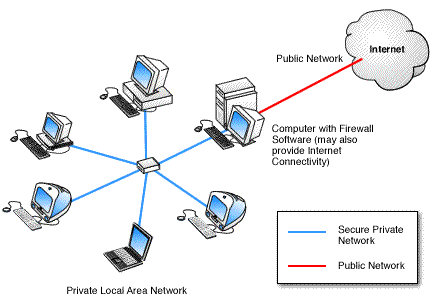 Internet
Public Network
Computer with Firewall
Software (may also
provide Internet
Connectivity)
Secure Private
Network
Public Network
Private Local Area Network